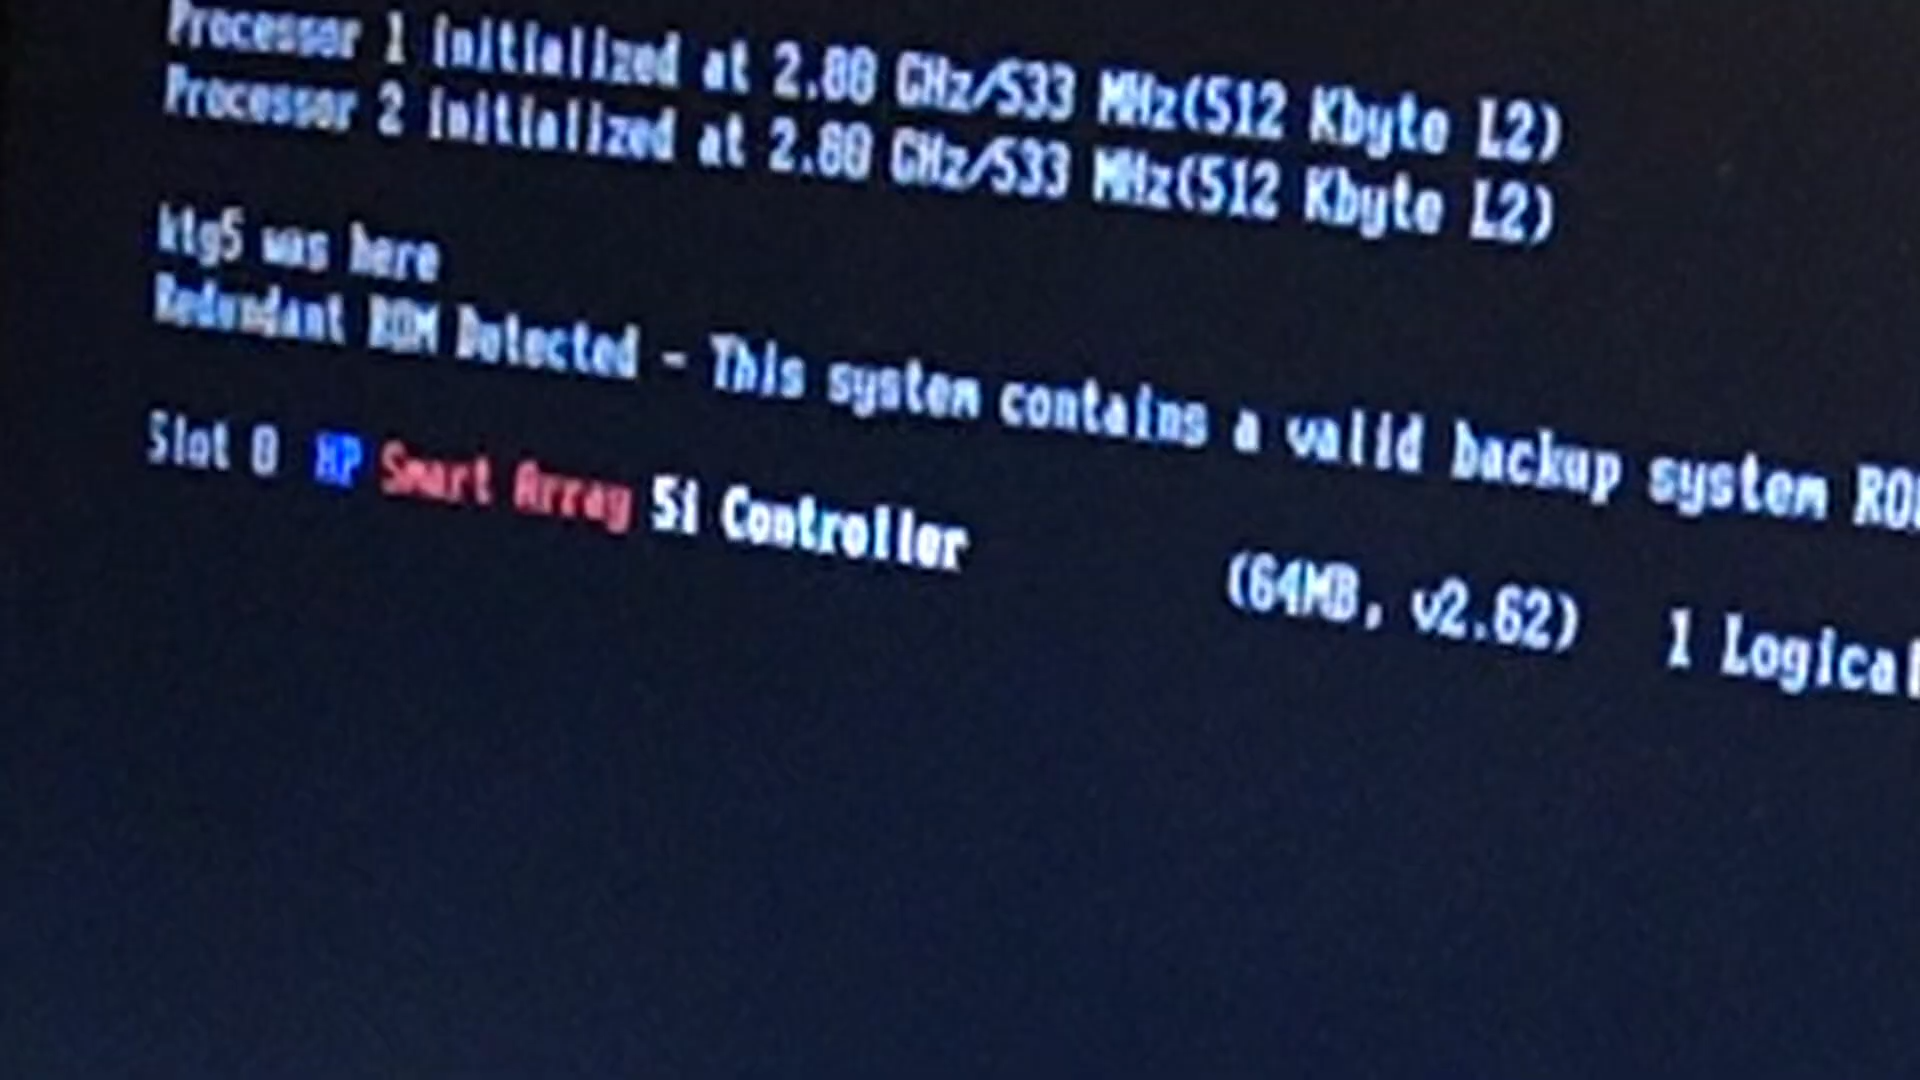 Processor 1 initialized at 2.80 GHz/533 MHz(512 Kbyte L2)
Processor 2 initialized at 2.80 GHz/533 MHz(512 Kbyte L2)
ktg5 was here
Redundant ROM Detected - This system contains a valid backup system RO
Slot 0 HP Smart Array 5i Controller (64MB, v2.62) 1 Logical